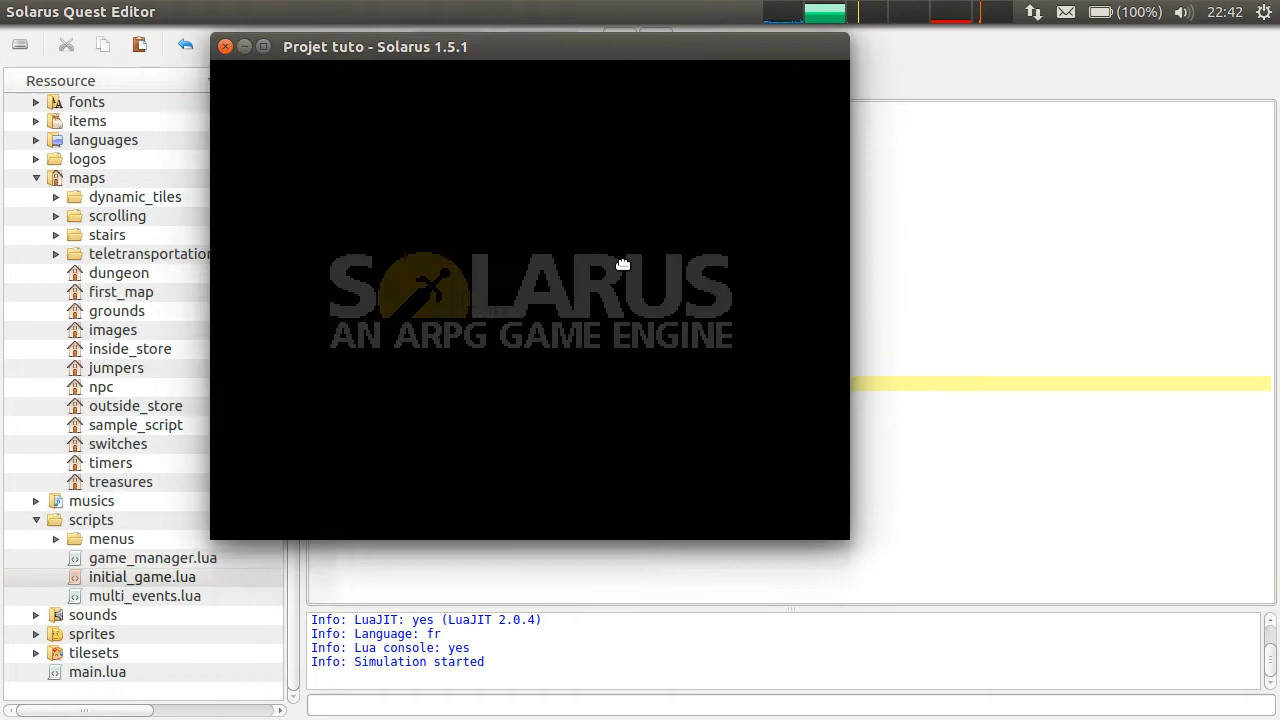 Solarus Quest Editor
(100%)
22:42
Projet tuto - Solarus 1.5.1
Ressource
fonts
items
languages
logos
maps
dynamic_tiles
scrolling
stairs
teletransportation
dungeon
first_map
grounds
images
inside_store
jumpers
npc
outside_store
sample_script
switches
timers
treasures
musics
scripts
menus
game_manager.lua
initial_game.lua
multi_events.lua
sounds
sprites
tilesets
main.lua
SOLARUS
AN ARPG GAME ENGINE
Info: LuaJIT: yes (LuaJIT 2.0.4)
Info: Language: fr
Info: Lua console: yes
Info: Simulation started